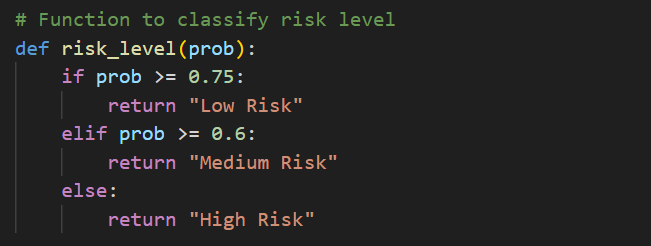 # Function to classify risk level
def risk_level(prob):
    if prob >= 0.75:
        return "Low Risk"
    elif prob >= 0.6:
        return "Medium Risk"
    else:
        return "High Risk"